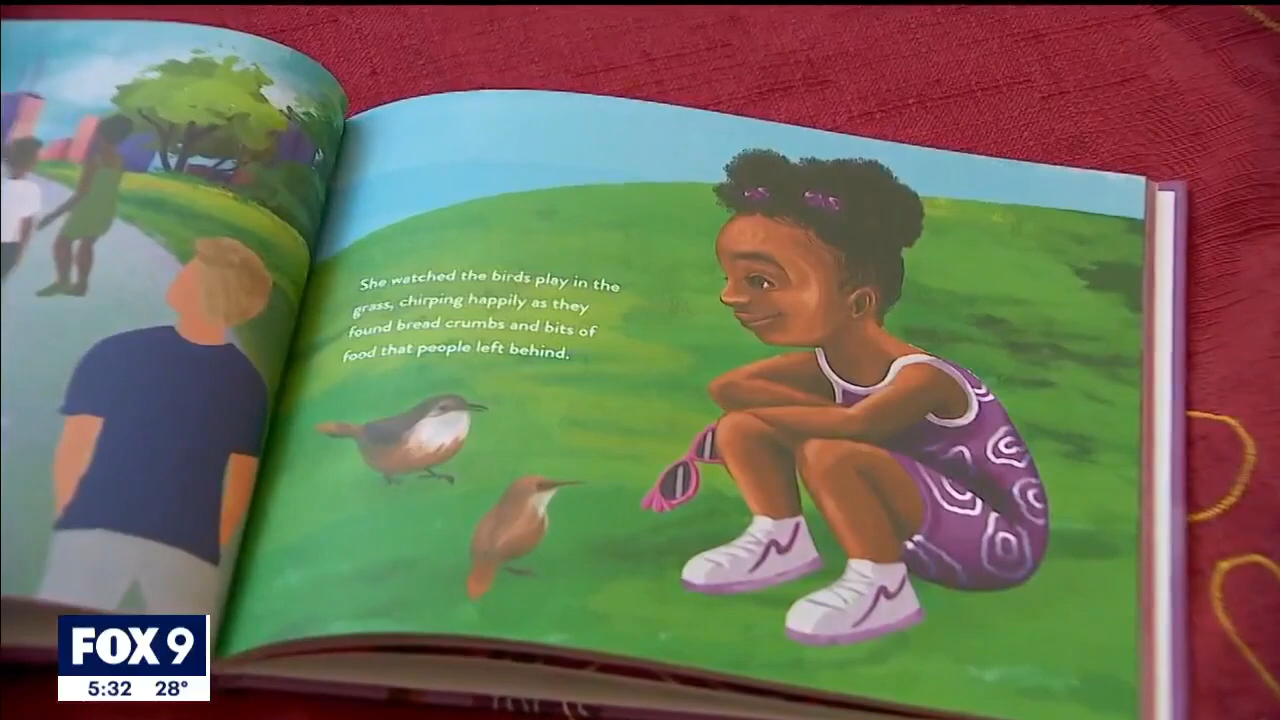 She watched the birds play in the
grass, chirping happily as they
found bread crumbs and bits of
food that people left behind.
FOX 9
5:32 28°